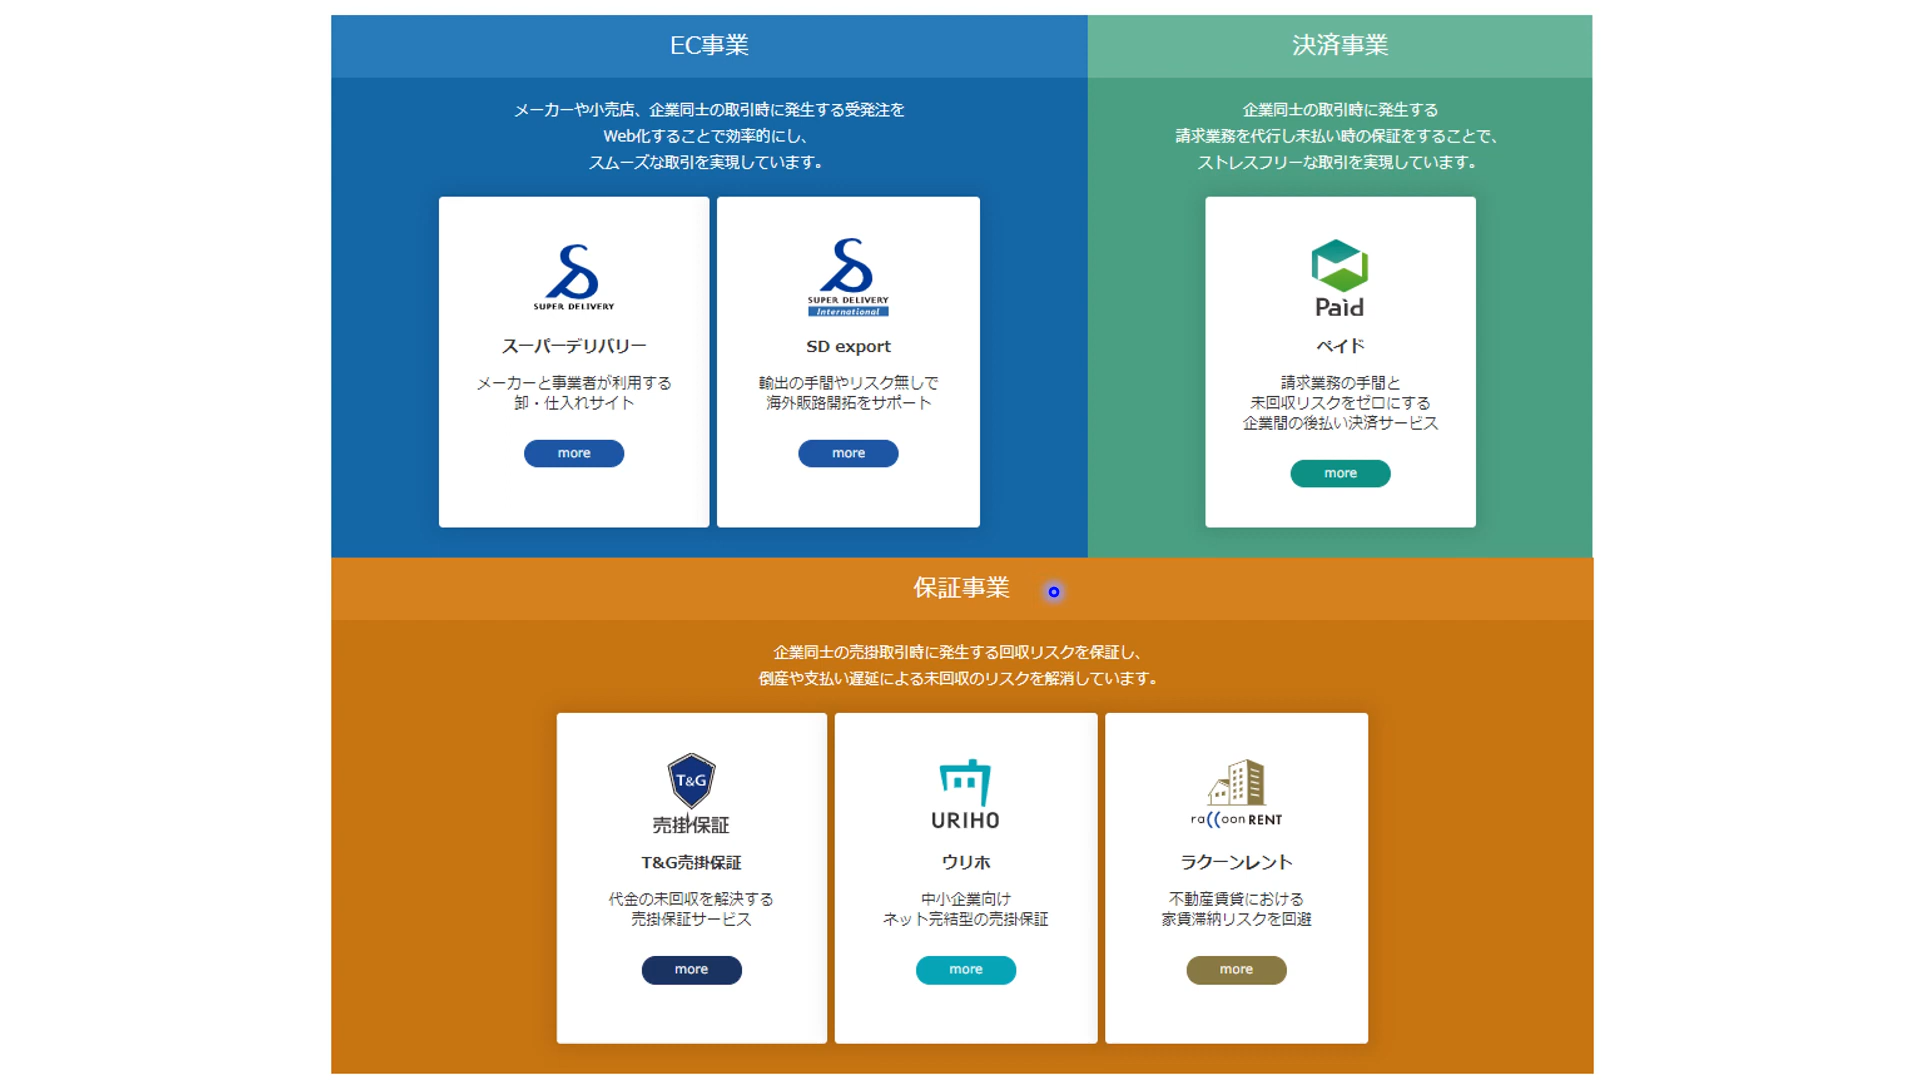 EC事業
メーカーや小売店、企業同士の取引時に発生する受発注を
Web化することで効率的にし、
スムーズな取引を実現しています。
SUPER DELIVERY
スーパーデリバリー
メーカーと事業者が利用する
卸・仕入れサイト
more
SUPER DELIVERY
International
SD export
輸出の手間やリスク無しで
海外販路開拓をサポート
more
決済事業
企業同士の取引時に発生する
請求業務を代行し未払い時の保証をすることで、
ストレスフリーな取引を実現しています。
Paid
ペイド
請求業務の手間と
未回収リスクをゼロにする
企業間の後払い決済サービス
more
保証事業
企業同士の売掛取引時に発生する回収リスクを保証し、
倒産や支払い遅延による未回収のリスクを解消しています。
T&G
売掛保証
T&G売掛保証
代金の未回収を解決する
売掛保証サービス
more
URIHO
ウリホ
中小企業向け
ネット完結型の売掛保証
more
raccoon RENT
ラクーンレント
不動産賃貸における
家賃滞納リスクを回避
more